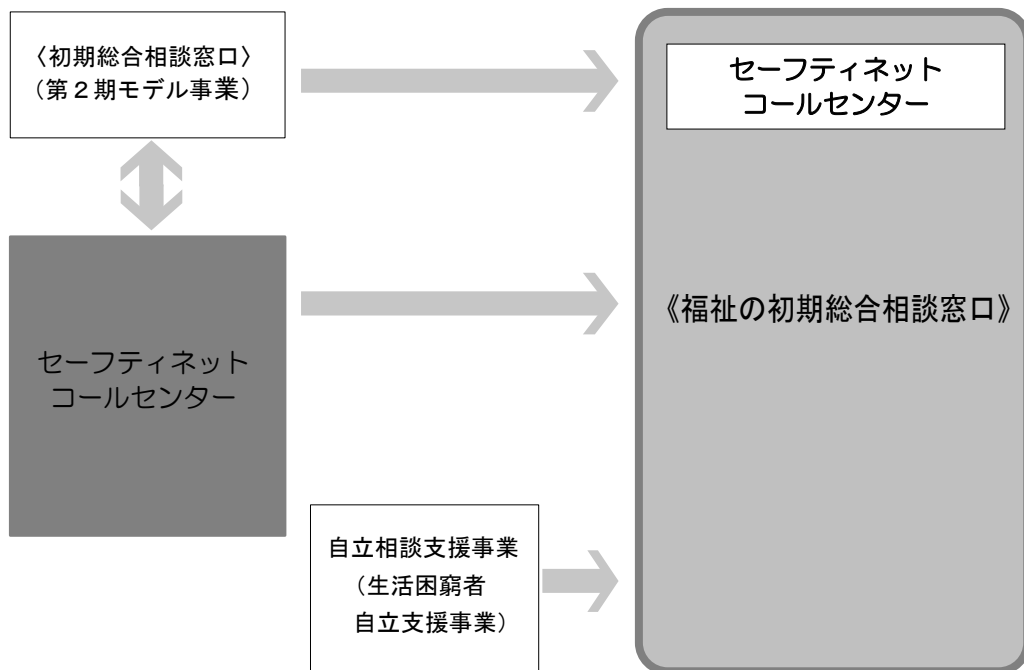 〈初期総合相談窓口〉
（第２期モデル事業）
セーフティネット
コールセンター
セーフティネット
コールセンター
《福祉の初期総合相談窓口》
自立相談支援事業
（生活困窮者
自立支援事業）